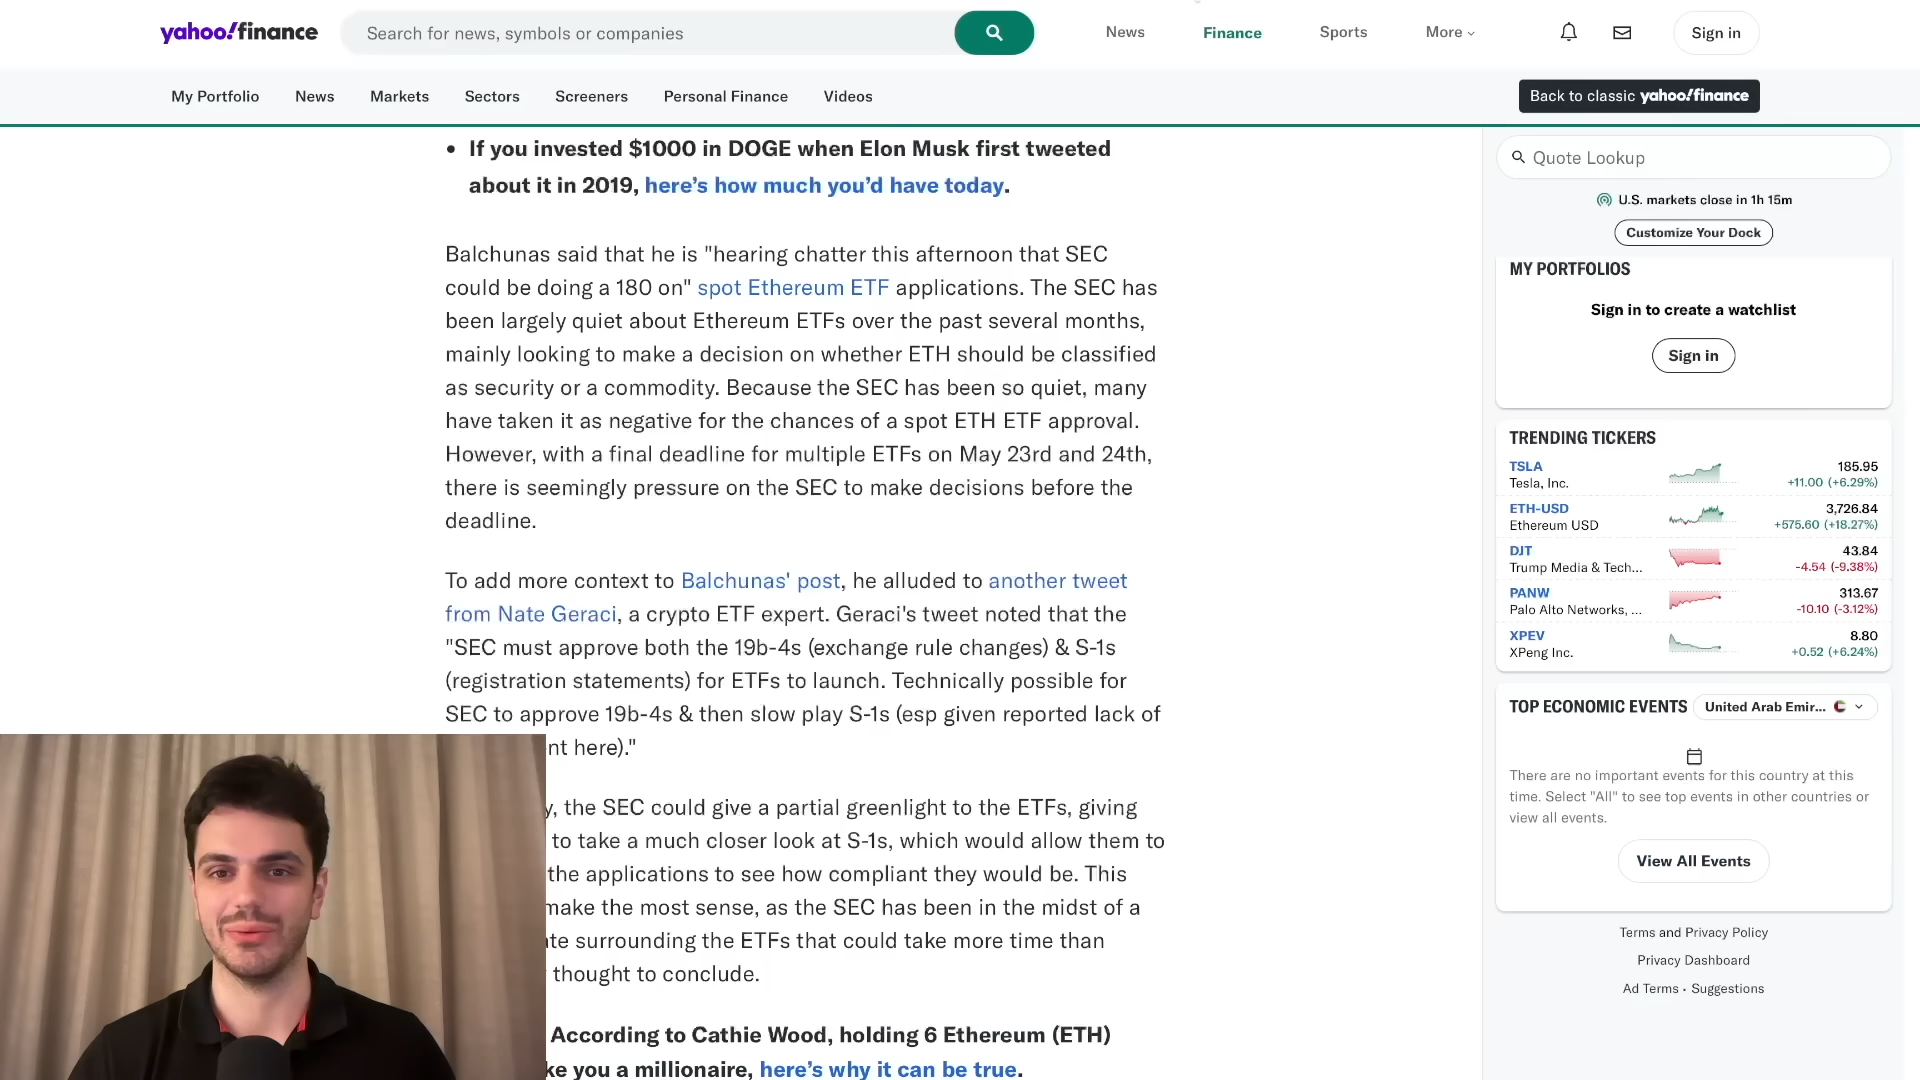 yahoo!finance
Search for news, symbols or companies
News
Finance
Sports
More
Sign in
My Portfolio
News
Markets
Sectors
Screeners
Personal Finance
Videos
Back to classic yahoo!finance
• If you invested $1000 in DOGE when Elon Musk first tweeted
about it in 2019, here's how much you'd have today.
Balchunas said that he is "hearing chatter this afternoon that SEC
could be doing a 180 on" spot Ethereum ETF applications. The SEC has
been largely quiet about Ethereum ETFs over the past several months,
mainly looking to make a decision on whether ETH should be classified
as security or a commodity. Because the SEC has been so quiet, many
have taken it as negative for the chances of a spot ETH ETF approval.
However, with a final deadline for multiple ETFs on May 23rd and 24th,
there is seemingly pressure on the SEC to make decisions before the
deadline.
To add more context to Balchunas' post, he alluded to another tweet
from Nate Geraci, a crypto ETF expert. Geraci's tweet noted that the
"SEC must approve both the 19b-4s (exchange rule changes) & S-1s
(registration statements) for ETFs to launch. Technically possible for
SEC to approve 19b-4s & then slow play S-1s (esp given reported lack of
nt here)."
y, the SEC could give a partial greenlight to the ETFs, giving
to take a much closer look at S-1s, which would allow them to
the applications to see how compliant they would be. This
make the most sense, as the SEC has been in the midst of a
te surrounding the ETFs that could take more time than
thought to conclude.
According to Cathie Wood, holding 6 Ethereum (ETH)
ke you a millionaire, here's why it can be true.
Quote Lookup
U.S. markets close in 1h 15m
Customize Your Dock
MY PORTFOLIOS
Sign in to create a watchlist
Sign in
TRENDING TICKERS
TSLA 185.95
Tesla, Inc. +11.00 (+6.29%)
ETH-USD 3,726.84
Ethereum USD +575.60 (+18.27%)
DJT 43.84
Trump Media & Tech... -4.54 (-9.38%)
PANW 313.67
Palo Alto Networks, ... -10.10 (-3.12%)
XPEV 8.80
XPeng Inc. +0.52 (+6.24%)
TOP ECONOMIC EVENTS United Arab Emir...
There are no important events for this country at this
time. Select "All" to see top events in other countries or
view all events.
View All Events
Terms and Privacy Policy
Privacy Dashboard
Ad Terms • Suggestions